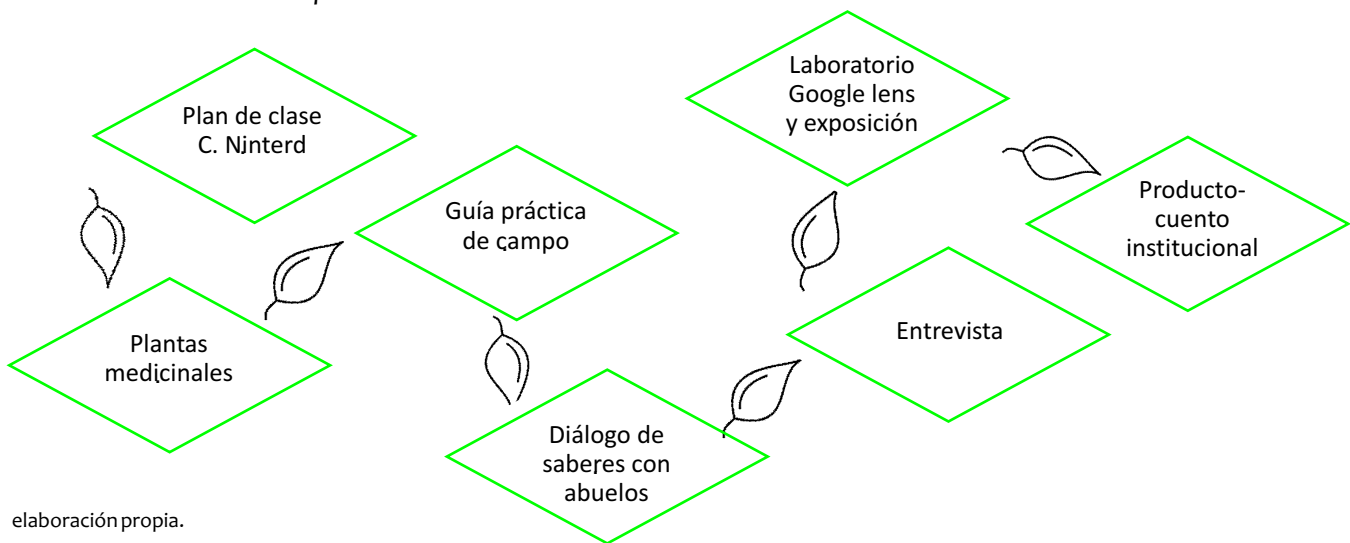 Plan de clase
C. Ninterd
Plantas
medicinales
Guía práctica
de campo
Diálogo de
saberes con
abuelos
Entrevista
Laboratorio
Google lens
y exposición
Producto-
cuento
institucional
elaboración propia.